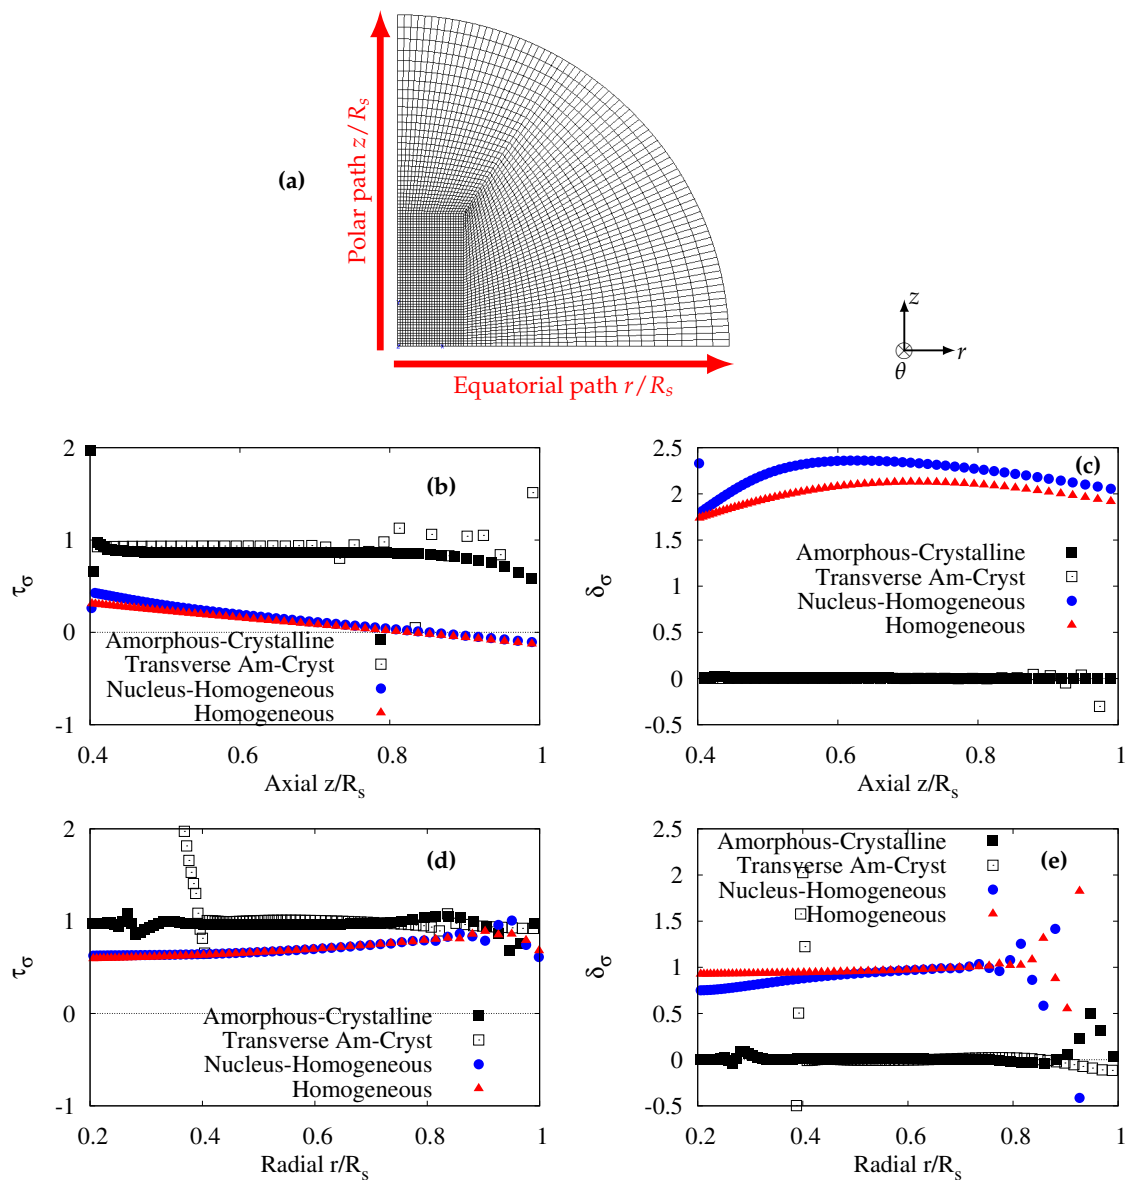 (a)
Polar path z/R_s
Equatorial path r/R_s
z
r
θ
(b)
2
1
0
-1
τ_σ
Amorphous-Crystalline
Transverse Am-Cryst
Nucleus-Homogeneous
Homogeneous
0.4
0.6
0.8
1
Axial z/R_s
(c)
2.5
2
1.5
1
0.5
0
-0.5
δ_σ
Amorphous-Crystalline
Transverse Am-Cryst
Nucleus-Homogeneous
Homogeneous
0.4
0.6
0.8
1
Axial z/R_s
(d)
2
1
0
-1
τ_σ
Amorphous-Crystalline
Transverse Am-Cryst
Nucleus-Homogeneous
Homogeneous
0.2
0.4
0.6
0.8
1
Radial r/R_s
(e)
2.5
2
1.5
1
0.5
0
-0.5
δ_σ
Amorphous-Crystalline
Transverse Am-Cryst
Nucleus-Homogeneous
Homogeneous
0.2
0.4
0.6
0.8
1
Radial r/R_s